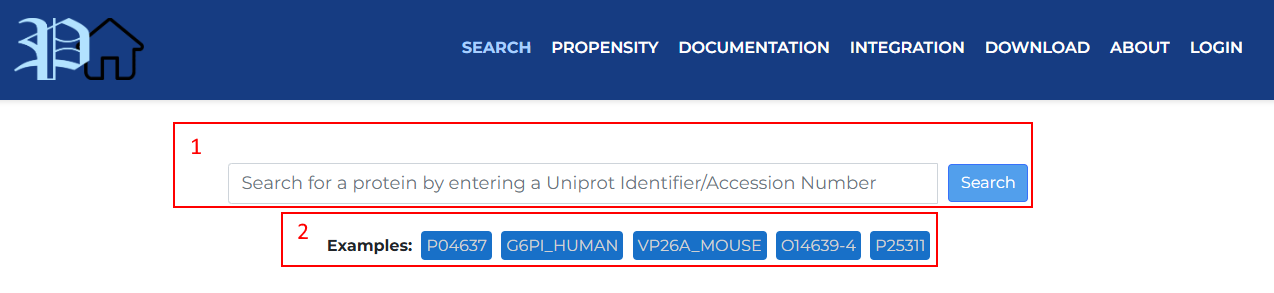 P
SEARCH PROPENSITY DOCUMENTATION INTEGRATION DOWNLOAD ABOUT LOGIN
1
Search for a protein by entering a Uniprot Identifier/Accession Number Search
2
Examples: P04637 G6PI_HUMAN VP26A_MOUSE O14639-4 P25311